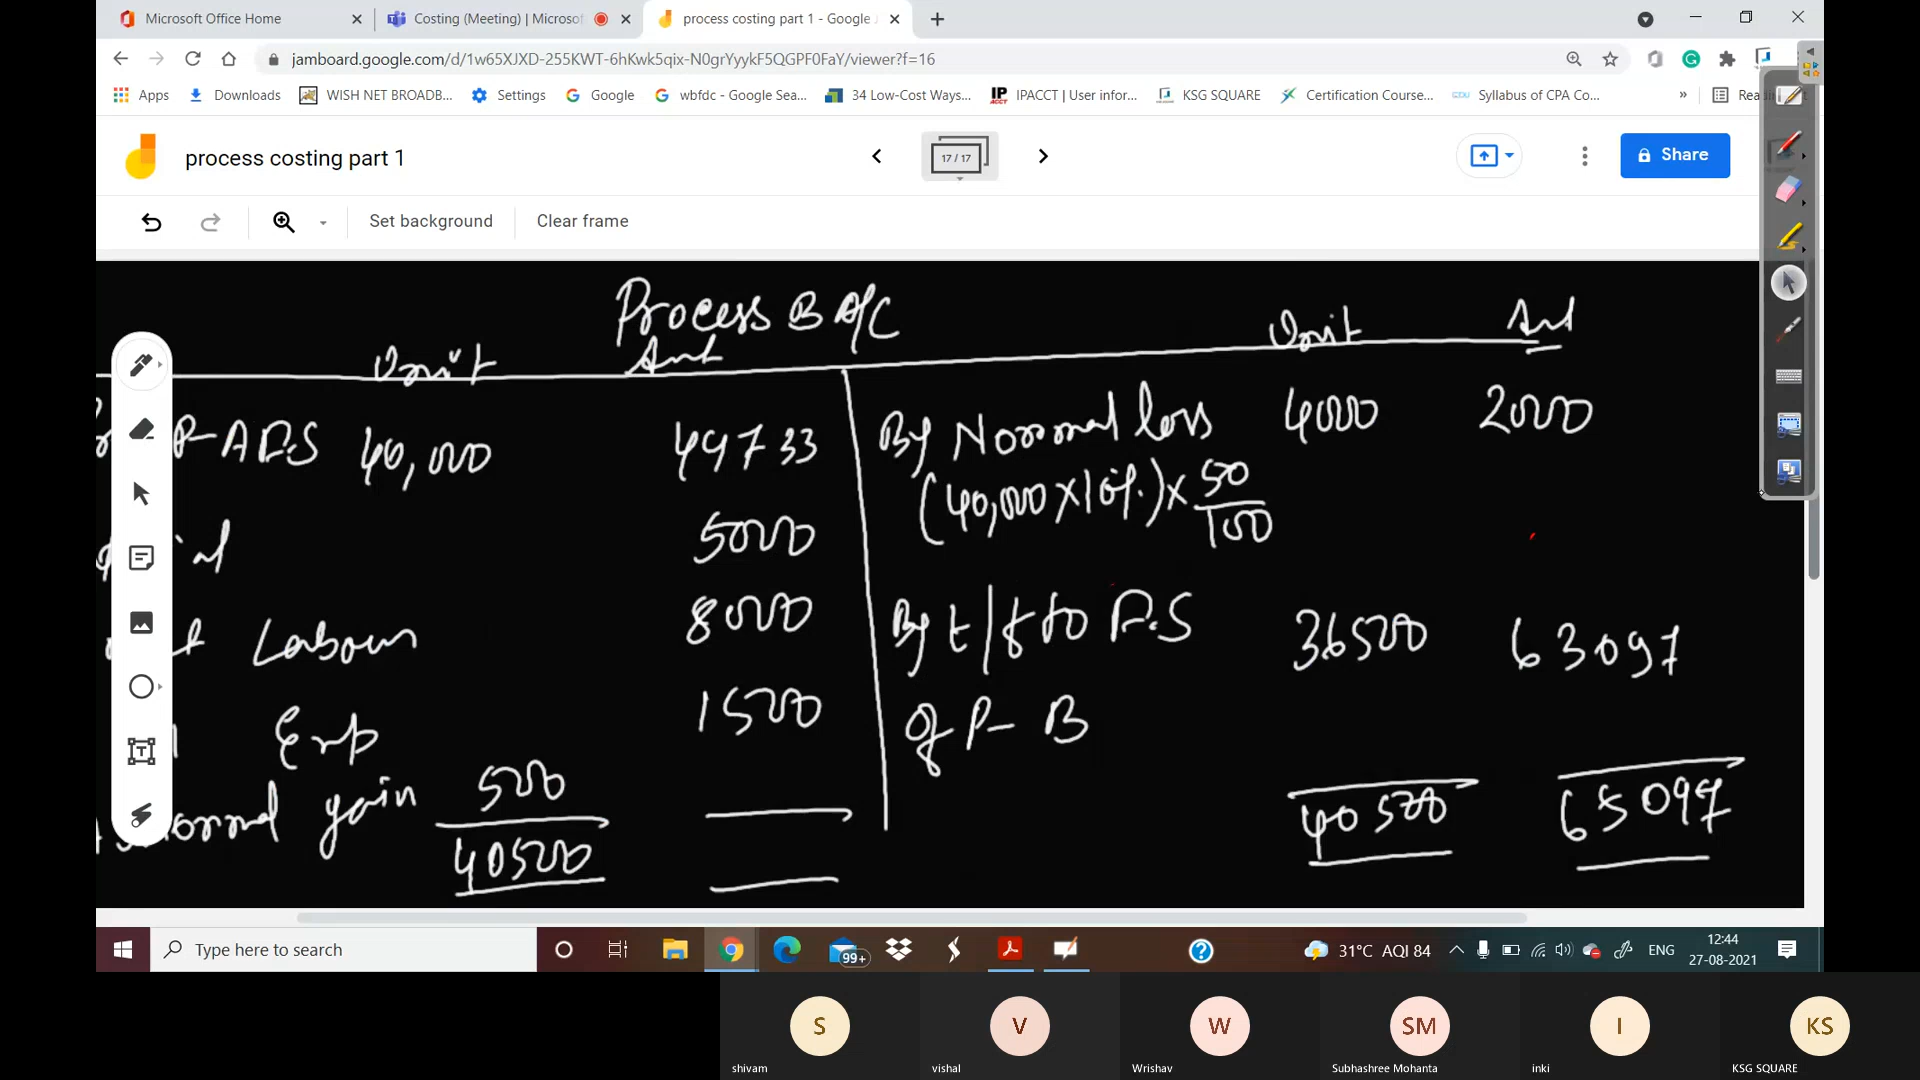 Microsoft Office Home
Costing (Meeting) | Microso
process costing part 1 - Google J
jamboard.google.com/d/1w65XJXD-255KWT-6hKwk5qix-N0grYyykF5QGPF0FaY/viewer?f=16
Apps Downloads WISH NET BROADB... Settings Google wbfdc - Google Sea... 34 Low-Cost Ways... IPACCT | User infor... KSG SQUARE Certification Course... Syllabus of CPA Co... » Rea
process costing part 1
17 / 17
Share
Set background Clear frame
Process B A/C
Unit Amt Unit Amt
P-A P.S 40,000 49733 By Normal loss 4000 2000
(40,000×10%)× 50/100
5000
Labour 8000 By t/f to P.S 36500 63097
Exp 1500 of P- B
normal gain 500
40500 40500 65097
Type here to search
99+
31°C AQI 84
ENG
12:44
27-08-2021
S V W SM I KS
shivam vishal Wrishav Subhashree Mohanta inki KSG SQUARE